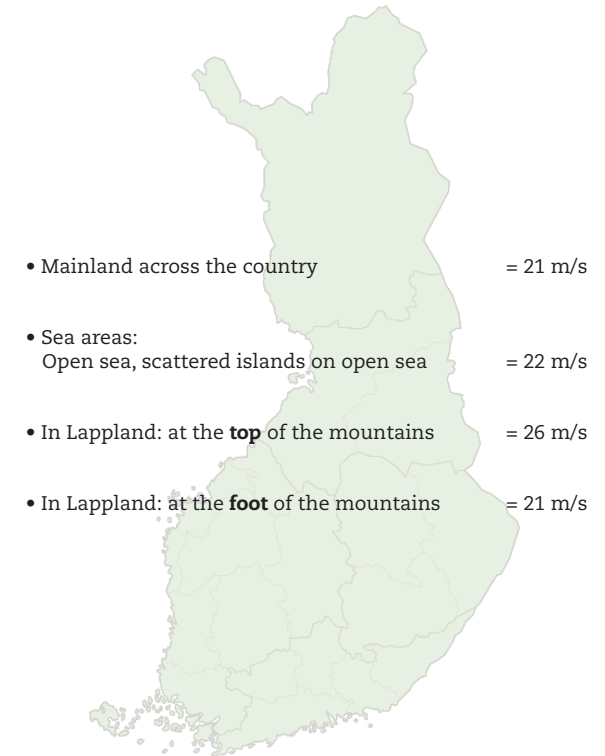 • Mainland across the country = 21 m/s
• Sea areas:
Open sea, scattered islands on open sea = 22 m/s
• In Lappland: at the top of the mountains = 26 m/s
• In Lappland: at the foot of the mountains = 21 m/s